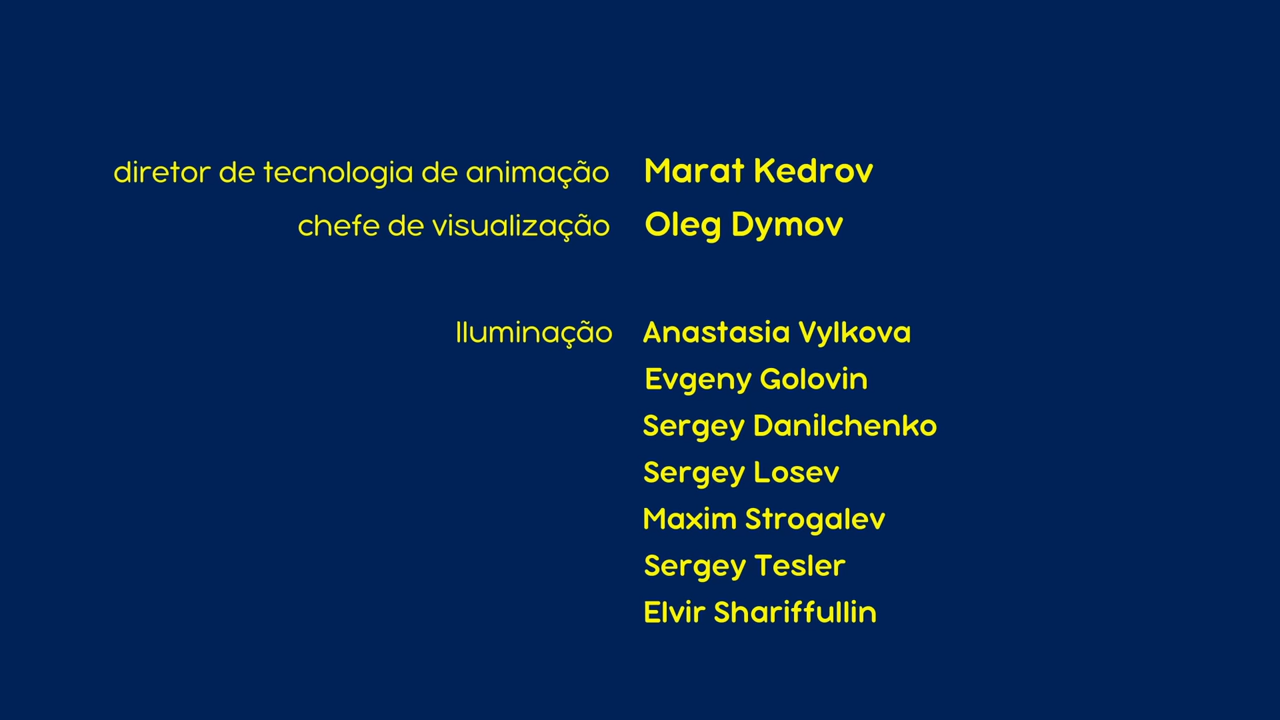 diretor de tecnologia de animação Marat Kedrov
chefe de visualização Oleg Dymov
Iluminação Anastasia Vylkova
Evgeny Golovin
Sergey Danilchenko
Sergey Losev
Maxim Strogalev
Sergey Tesler
Elvir Shariffullin